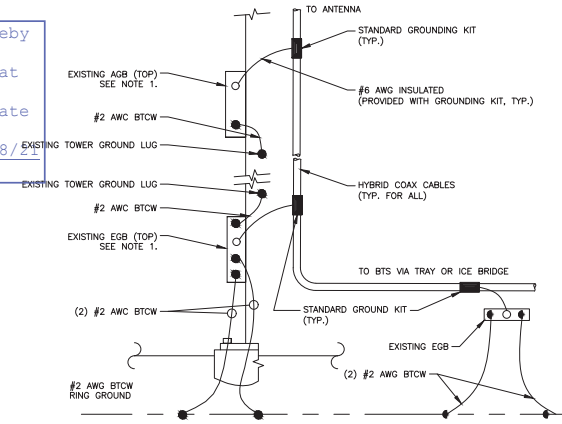 eby
at
ate
8/21
TO ANTENNA
STANDARD GROUNDING KIT
(TYP.)
EXISTING AGB (TOP)
SEE NOTE 1.
#6 AWG INSULATED
(PROVIDED WITH GROUNDING KIT, TYP.)
#2 AWC BTCW
EXISTING TOWER GROUND LUG
EXISTING TOWER GROUND LUG
HYBRID COAX CABLES
(TYP. FOR ALL)
#2 AWC BTCW
EXISTING EGB (TOP)
SEE NOTE 1.
TO BTS VIA TRAY OR ICE BRIDGE
(2) #2 AWC BTCW
STANDARD GROUND KIT
(TYP.)
EXISTING EGB
(2) #2 AWG BTCW
#2 AWG BTCW
RING GROUND